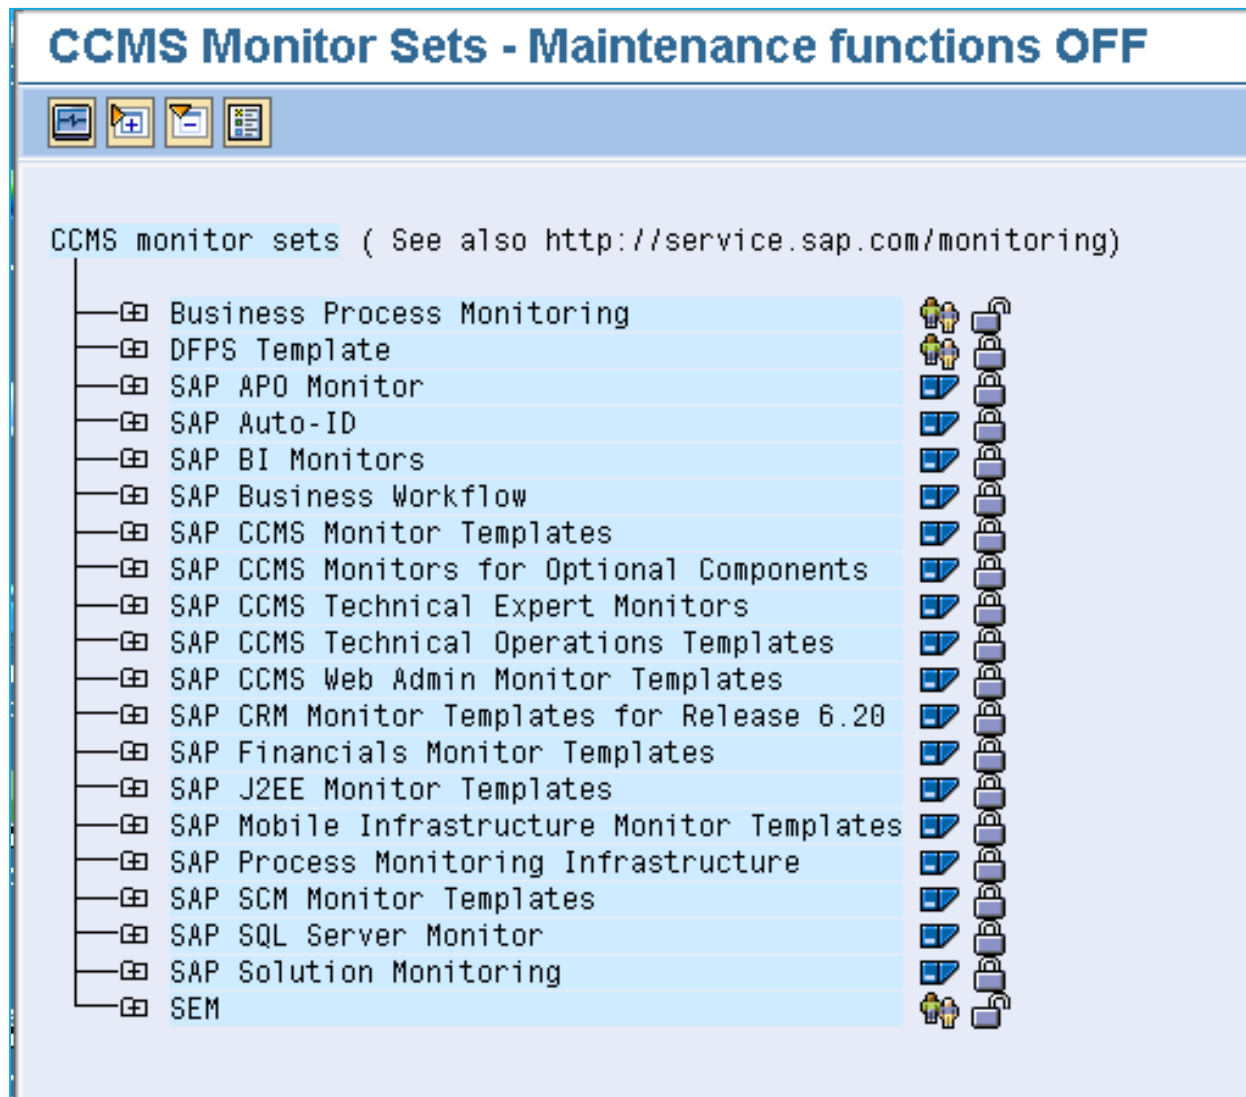 CCMS Monitor Sets - Maintenance functions OFF
CCMS monitor sets ( See also http://service.sap.com/monitoring)
Business Process Monitoring
DFPS Template
SAP APO Monitor
SAP Auto-ID
SAP BI Monitors
SAP Business Workflow
SAP CCMS Monitor Templates
SAP CCMS Monitors for Optional Components
SAP CCMS Technical Expert Monitors
SAP CCMS Technical Operations Templates
SAP CCMS Web Admin Monitor Templates
SAP CRM Monitor Templates for Release 6.20
SAP Financials Monitor Templates
SAP J2EE Monitor Templates
SAP Mobile Infrastructure Monitor Templates
SAP Process Monitoring Infrastructure
SAP SCM Monitor Templates
SAP SQL Server Monitor
SAP Solution Monitoring
SEM